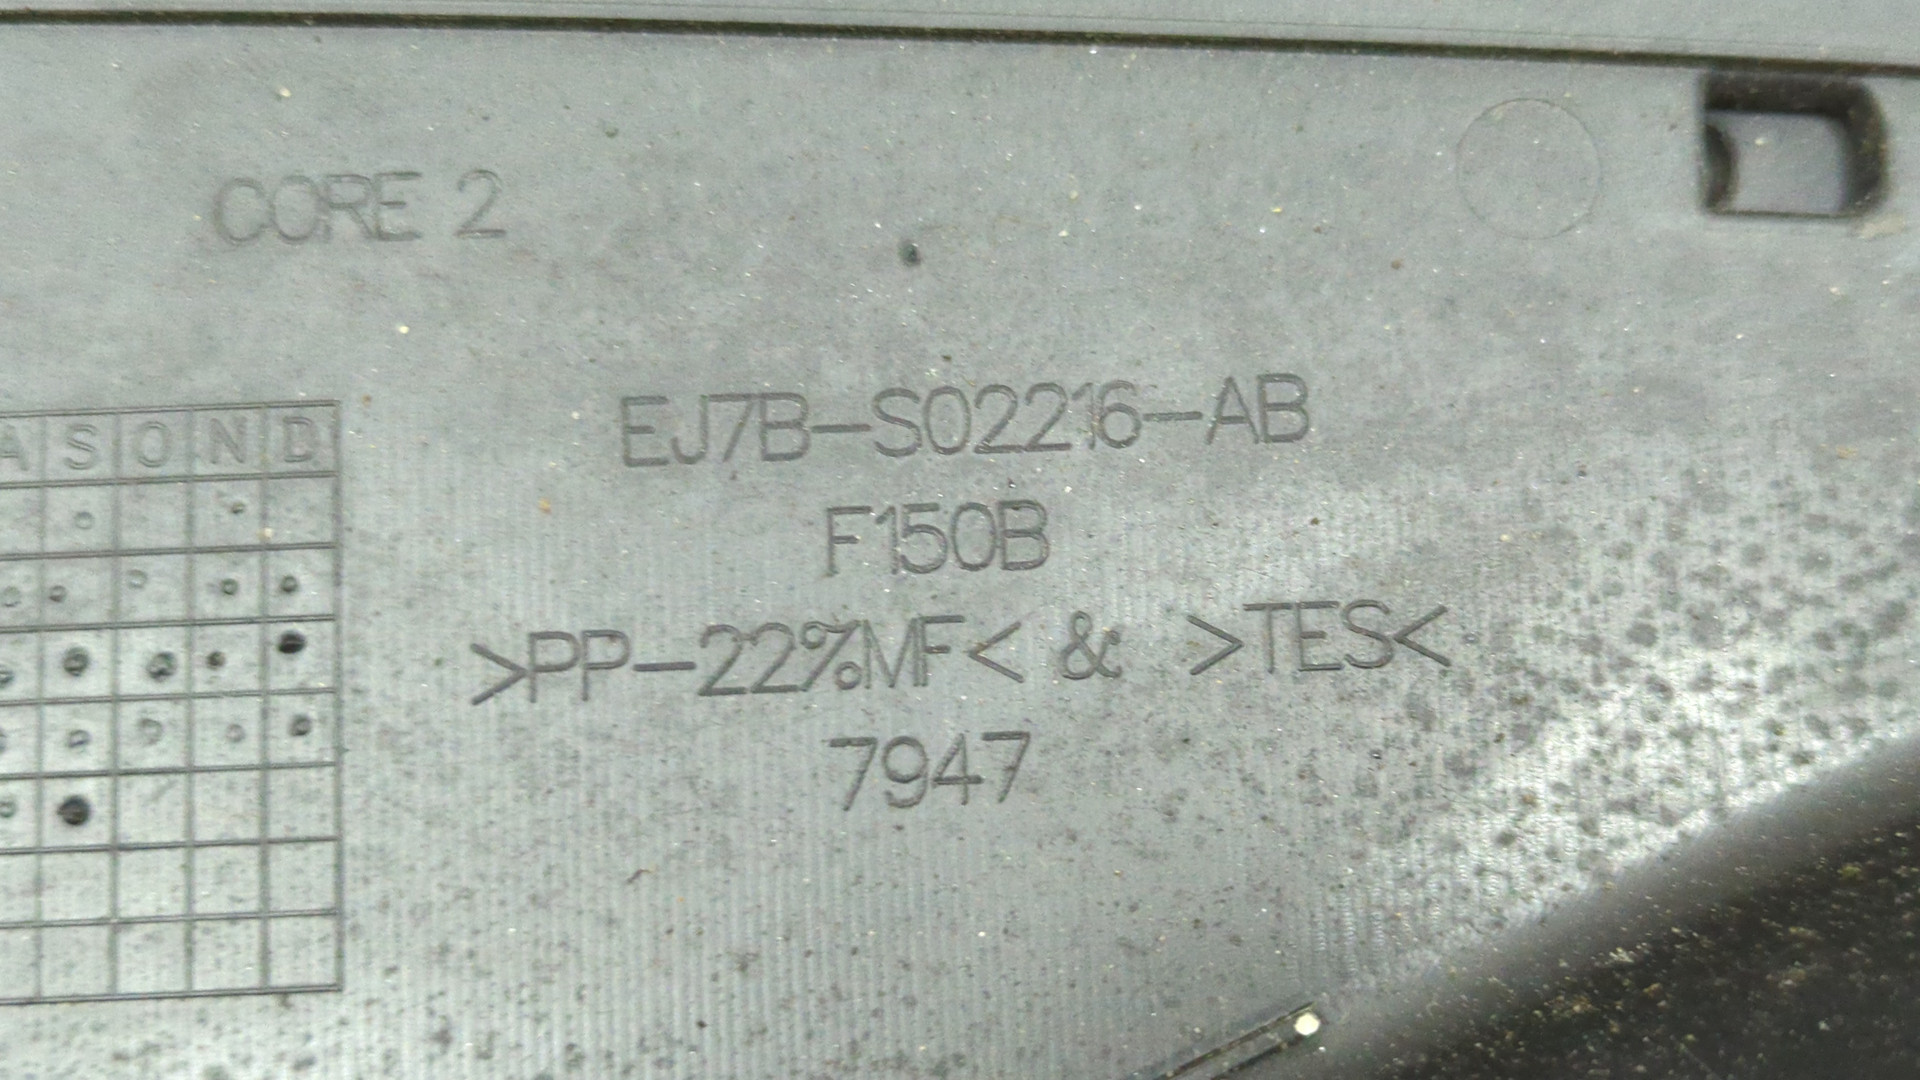 CORE 2
A S O N D
EJ7B-S02216-AB
F150B
>PP-22%MF< & >TES<
7947